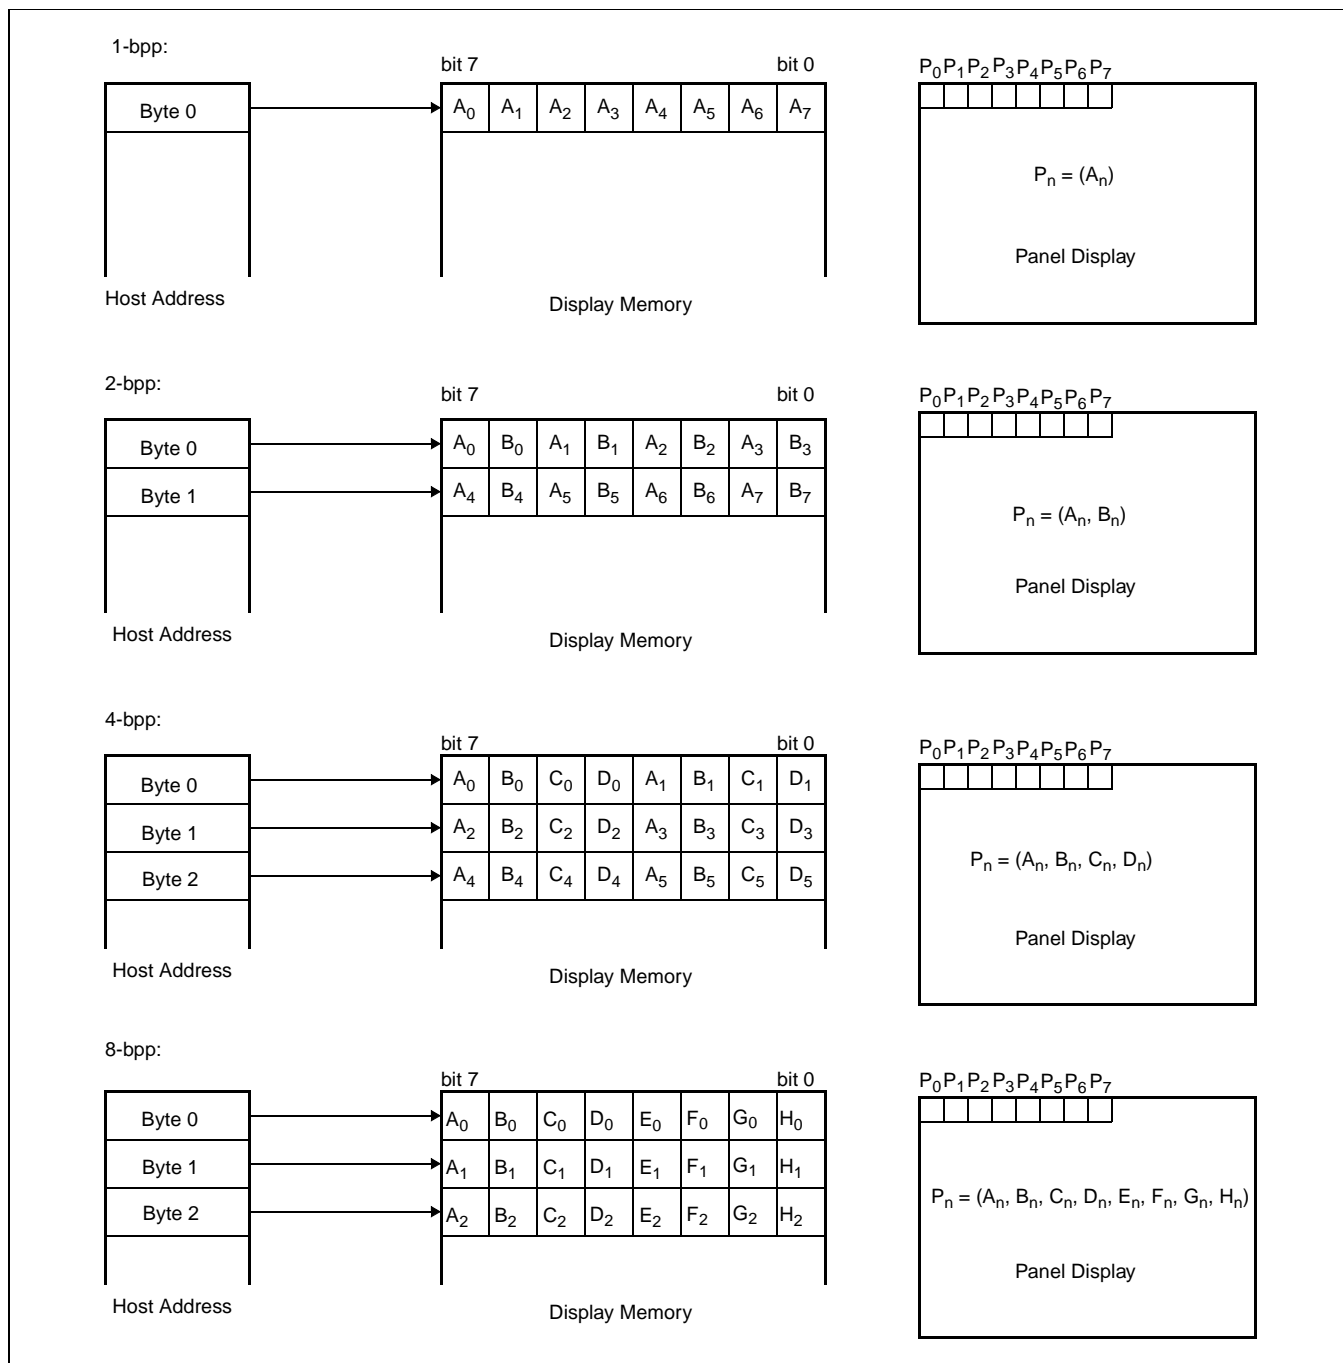 1-bpp:
bit 7 bit 0 P₀P₁P₂P₃P₄P₅P₆P₇
Byte 0 A₀ A₁ A₂ A₃ A₄ A₅ A₆ A₇
Pₙ = (Aₙ)
Panel Display
Host Address Display Memory
2-bpp:
bit 7 bit 0 P₀P₁P₂P₃P₄P₅P₆P₇
Byte 0 A₀ B₀ A₁ B₁ A₂ B₂ A₃ B₃
Byte 1 A₄ B₄ A₅ B₅ A₆ B₆ A₇ B₇
Pₙ = (Aₙ, Bₙ)
Panel Display
Host Address Display Memory
4-bpp:
bit 7 bit 0 P₀P₁P₂P₃P₄P₅P₆P₇
Byte 0 A₀ B₀ C₀ D₀ A₁ B₁ C₁ D₁
Byte 1 A₂ B₂ C₂ D₂ A₃ B₃ C₃ D₃
Byte 2 A₄ B₄ C₄ D₄ A₅ B₅ C₅ D₅
Pₙ = (Aₙ, Bₙ, Cₙ, Dₙ)
Panel Display
Host Address Display Memory
8-bpp:
bit 7 bit 0 P₀P₁P₂P₃P₄P₅P₆P₇
Byte 0 A₀ B₀ C₀ D₀ E₀ F₀ G₀ H₀
Byte 1 A₁ B₁ C₁ D₁ E₁ F₁ G₁ H₁
Byte 2 A₂ B₂ C₂ D₂ E₂ F₂ G₂ H₂
Pₙ = (Aₙ, Bₙ, Cₙ, Dₙ, Eₙ, Fₙ, Gₙ, Hₙ)
Panel Display
Host Address Display Memory